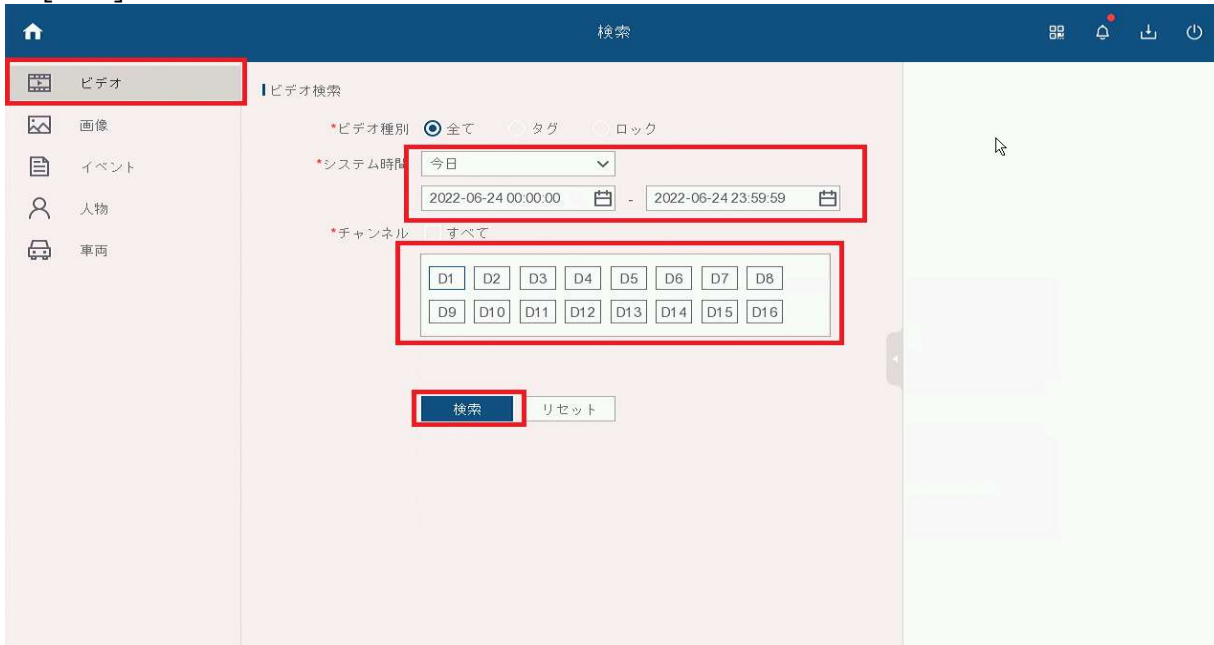 検索
ビデオ
画像
イベント
人物
車両
ビデオ検索
*ビデオ種別 全て タグ ロック
*システム時間 今日
2022-06-24 00:00:00 - 2022-06-24 23:59:59
*チャンネル すべて
D1 D2 D3 D4 D5 D6 D7 D8
D9 D10 D11 D12 D13 D14 D15 D16
検索 リセット